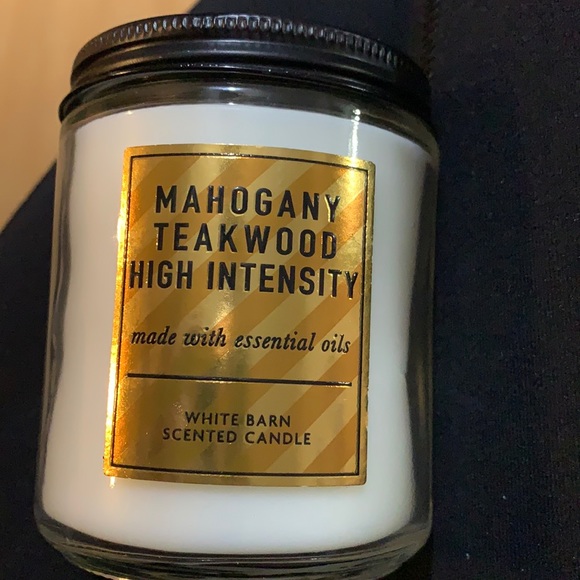 MAHOGANY
TEAKWOOD
HIGH INTENSITY
made with essential oils
WHITE BARN
SCENTED CANDLE